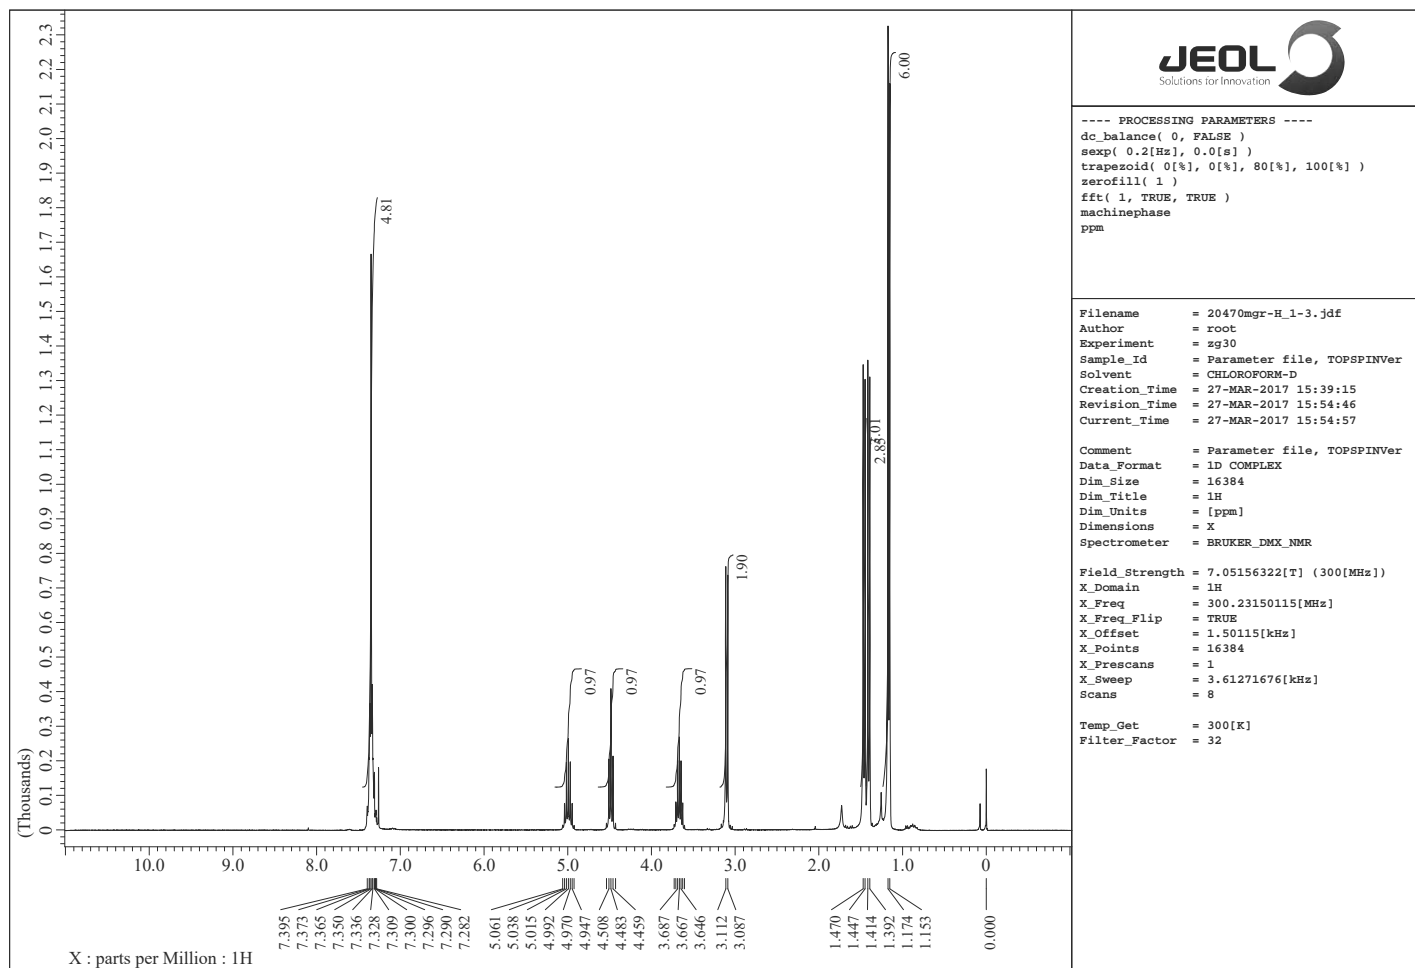 2.3
2.2
2.1
2.0
1.9
1.8
1.7
1.6
1.5
1.4
1.3
1.2
1.1
1.0
0.9
0.8
0.7
0.6
0.5
0.4
0.3
0.2
0.1
0
(Thousands)
4.81
0.97
0.97
0.97
1.90
2.85
6.00
10.0 9.0 8.0 7.0 6.0 5.0 4.0 3.0 2.0 1.0 0
7.395
7.373
7.365
7.350
7.336
7.328
7.309
7.300
7.296
7.290
7.282
5.061
5.038
5.015
4.992
4.970
4.947
4.508
4.483
4.459
3.687
3.667
3.646
3.112
3.087
1.470
1.447
1.414
1.392
1.174
1.153
0.000
X : parts per Million : 1H
JEOL
Solutions for Innovation
---- PROCESSING PARAMETERS ----
dc_balance( 0, FALSE )
sexp( 0.2[Hz], 0.0[s] )
trapezoid( 0[%], 0[%], 80[%], 100[%] )
zerofill( 1 )
fft( 1, TRUE, TRUE )
machinephase
ppm
Filename = 20470mgr-H_1-3.jdf
Author = root
Experiment = zg30
Sample_Id = Parameter file, TOPSPINVer
Solvent = CHLOROFORM-D
Creation_Time = 27-MAR-2017 15:39:15
Revision_Time = 27-MAR-2017 15:54:46
Current_Time = 27-MAR-2017 15:54:57
Comment = Parameter file, TOPSPINVer
Data_Format = 1D COMPLEX
Dim_Size = 16384
Dim_Title = 1H
Dim_Units = [ppm]
Dimensions = X
Spectrometer = BRUKER_DMX_NMR
Field_Strength = 7.05156322[T] (300[MHz])
X_Domain = 1H
X_Freq = 300.23150115[MHz]
X_Freq_Flip = TRUE
X_Offset = 1.50115[kHz]
X_Points = 16384
X_Prescans = 1
X_Sweep = 3.61271676[kHz]
Scans = 8
Temp_Get = 300[K]
Filter_Factor = 32